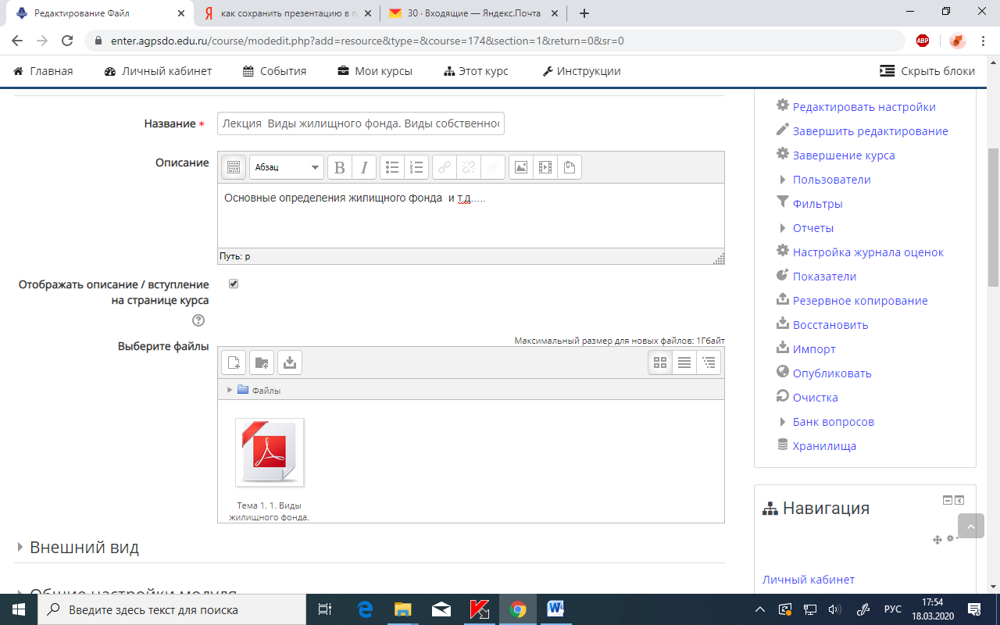 Редактирование Файл
как сохранить презентацию в п
30 · Входящие — Яндекс.Почта
enter.agpsdo.edu.ru/course/modedit.php?add=resource&type=&course=174&section=1&return=0&sr=0
ABP
Главная
Личный кабинет
События
Мои курсы
Этот курс
Инструкции
Скрыть блоки
Название *
Лекция Виды жилищного фонда. Виды собственнос
Описание
Абзац
B I
Основные определения жилищного фонда и т.д.....
Путь: p
Отображать описание / вступление
на странице курса
Выберите файлы
Максимальный размер для новых файлов: 1Гбайт
Файлы
Тема 1. 1. Виды
жилищного фонда.
Внешний вид
Общие настройки модуля
Редактировать настройки
Завершить редактирование
Завершение курса
Пользователи
Фильтры
Отчеты
Настройка журнала оценок
Показатели
Резервное копирование
Восстановить
Импорт
Опубликовать
Очистка
Банк вопросов
Хранилища
Навигация
Личный кабинет
Введите здесь текст для поиска
РУС
17:54
18.03.2020